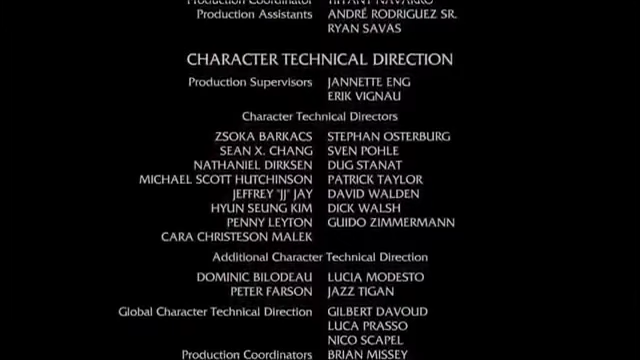 Production Coordinator TIFFANY NAVARRO
Production Assistants ANDRÉ RODRIGUEZ SR.
RYAN SAVAS
CHARACTER TECHNICAL DIRECTION
Production Supervisors JANNETTE ENG
ERIK VIGNAU
Character Technical Directors
ZSOKA BARKACS STEPHAN OSTERBURG
SEAN X. CHANG SVEN POHLE
NATHANIEL DIRKSEN DUG STANAT
MICHAEL SCOTT HUTCHINSON PATRICK TAYLOR
JEFFREY "JJ" JAY DAVID WALDEN
HYUN SEUNG KIM DICK WALSH
PENNY LEYTON GUIDO ZIMMERMANN
CARA CHRISTESON MALEK
Additional Character Technical Direction
DOMINIC BILODEAU LUCIA MODESTO
PETER FARSON JAZZ TIGAN
Global Character Technical Direction GILBERT DAVOUD
LUCA PRASSO
NICO SCAPEL
Production Coordinators BRIAN MISSEY